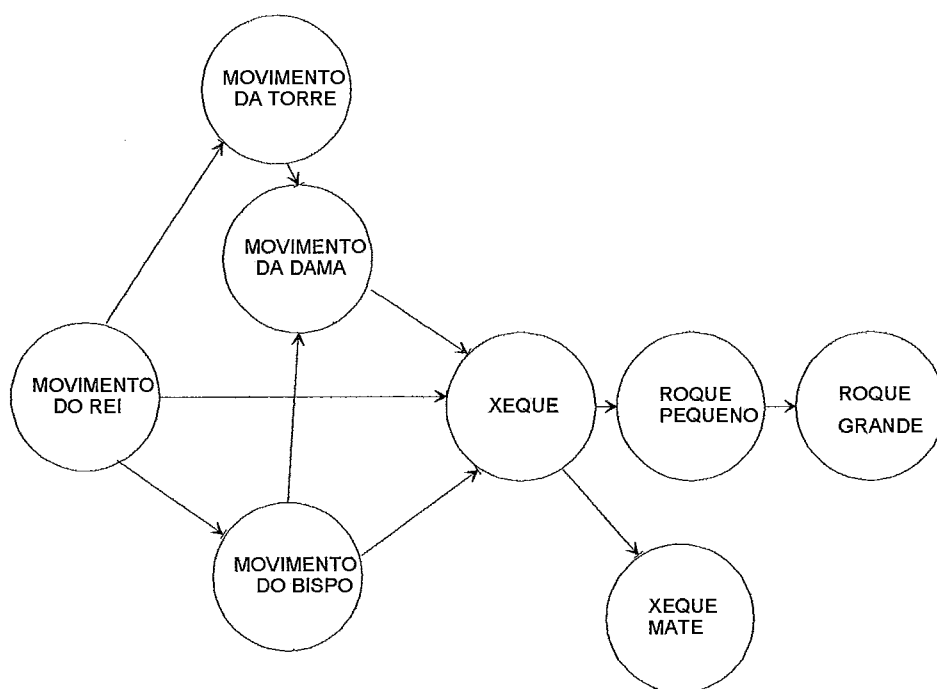 MOVIMENTO
DA TORRE
MOVIMENTO
DA DAMA
MOVIMENTO
DO REI
XEQUE
ROQUE
PEQUENO
ROQUE
GRANDE
MOVIMENTO
DO BISPO
XEQUE
MATE